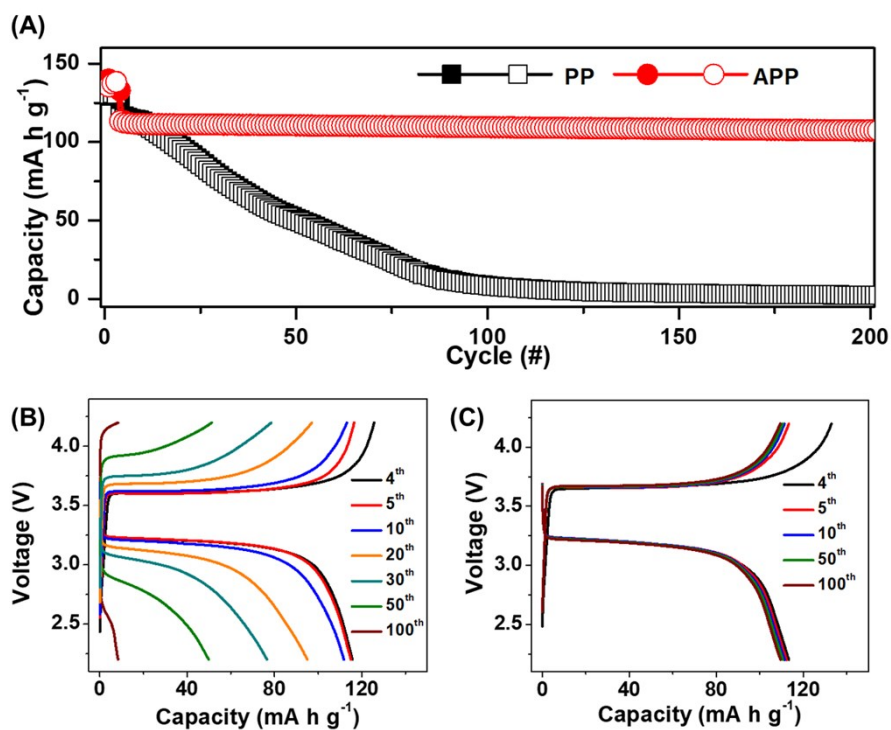 (A)
150
100
50
0
Capacity (mA h g⁻¹)
PP
APP
0 50 100 150 200
Cycle (#)
(B)
4.0
3.5
3.0
2.5
Voltage (V)
4th
5th
10th
20th
30th
50th
100th
0 40 80 120
Capacity (mA h g⁻¹)
(C)
4.0
3.5
3.0
2.5
Voltage (V)
4th
5th
10th
50th
100th
0 40 80 120
Capacity (mA h g⁻¹)